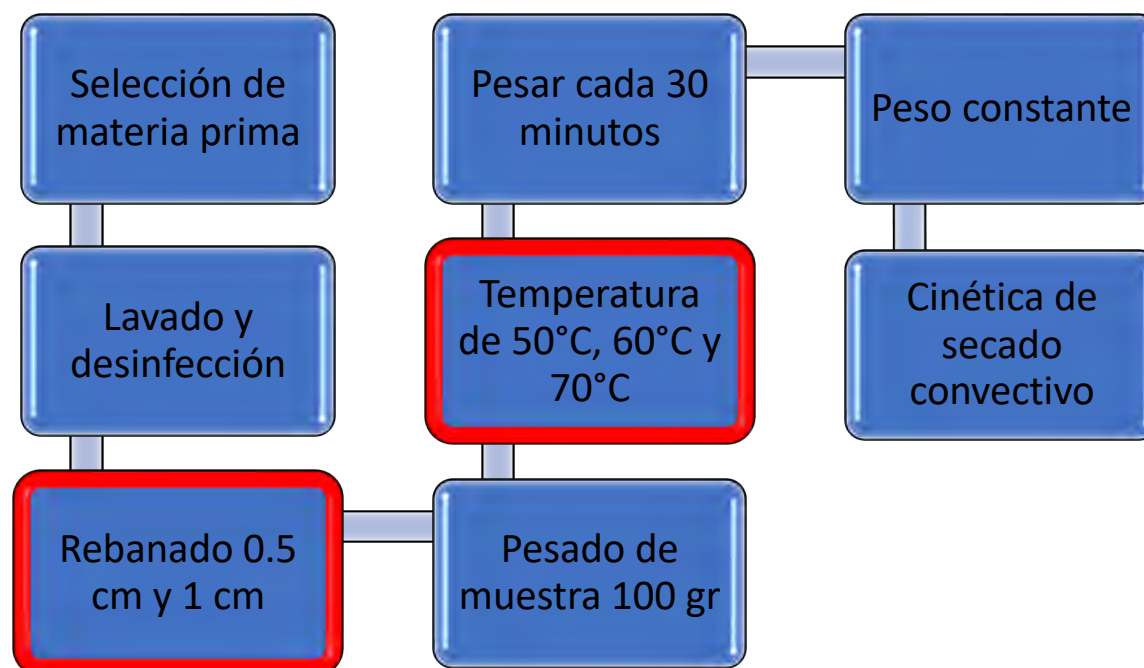 Selección de
materia prima
Lavado y
desinfección
Rebanado 0.5
cm y 1 cm
Pesado de
muestra 100 gr
Temperatura
de 50°C, 60°C y
70°C
Pesar cada 30
minutos
Peso constante
Cinética de
secado
convectivo